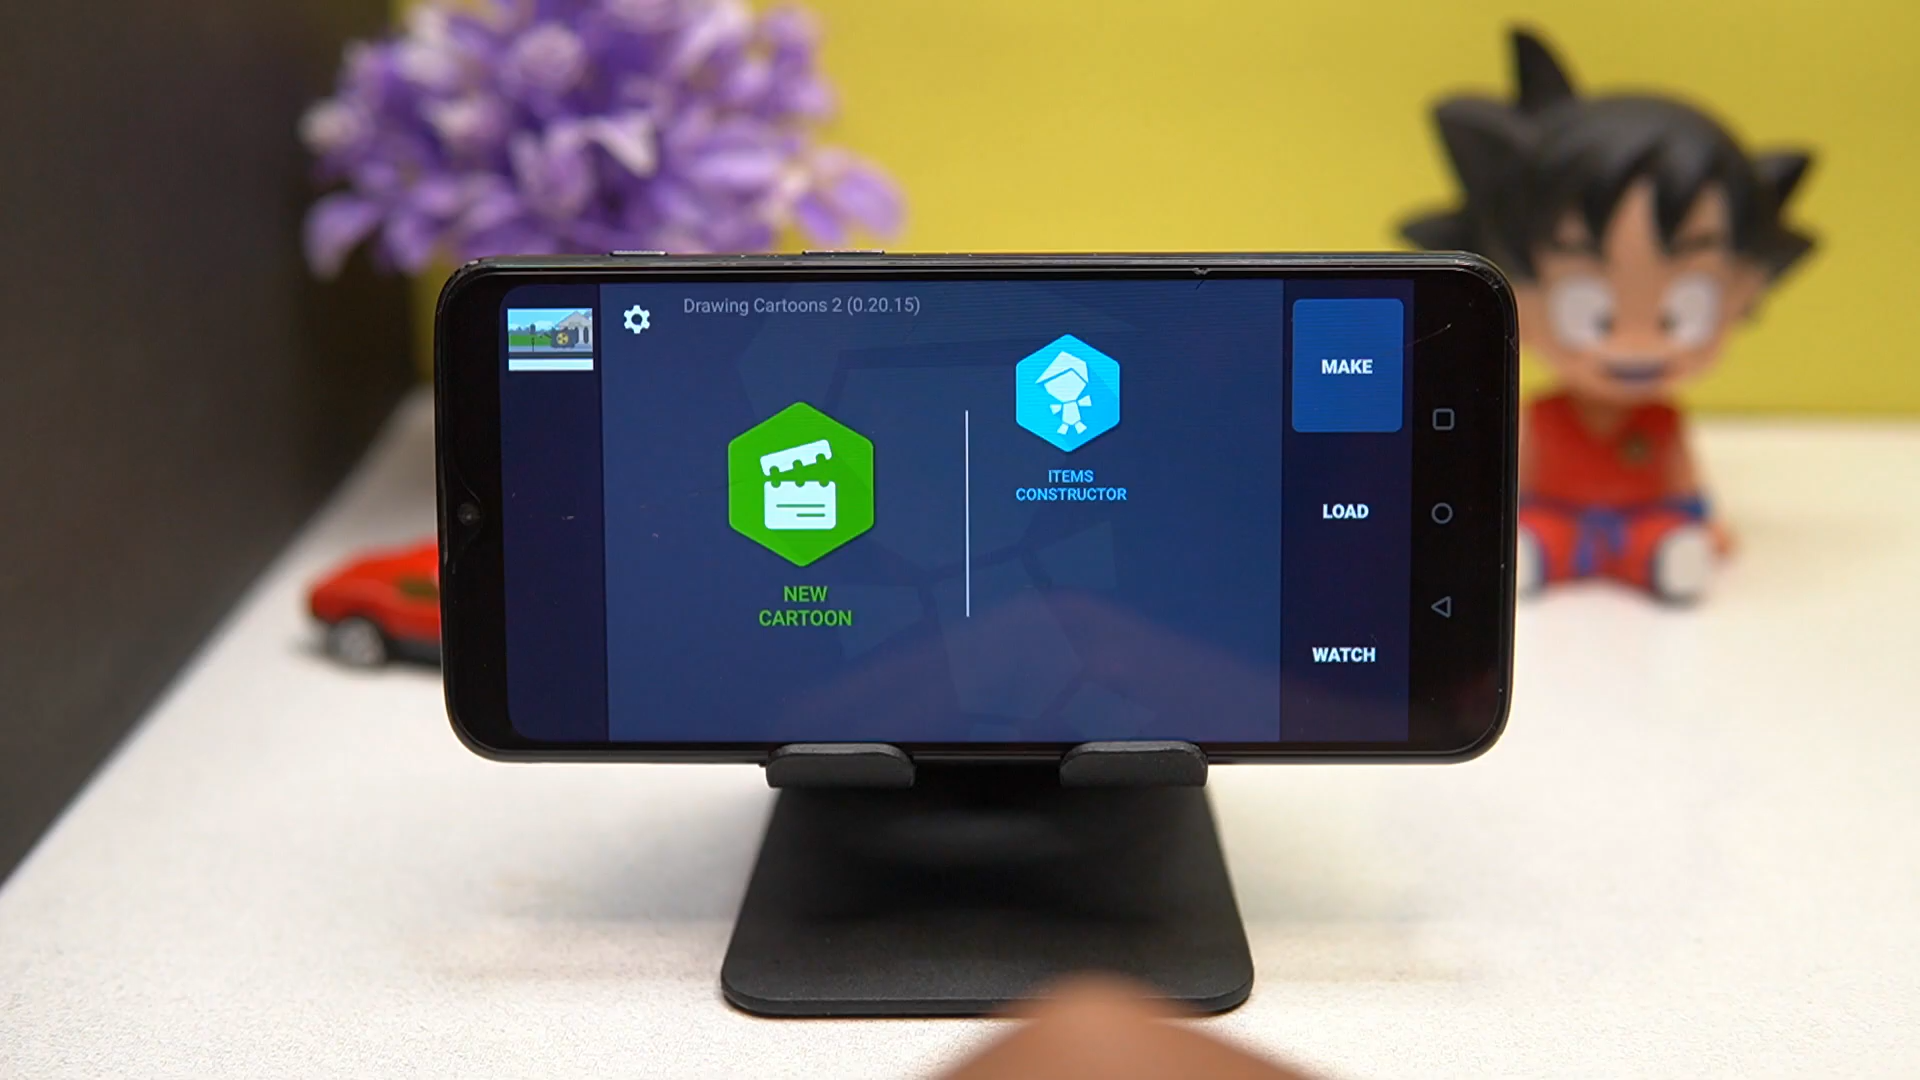 Drawing Cartoons 2 (0.20.15)
NEW
CARTOON
ITEMS
CONSTRUCTOR
MAKE
LOAD
WATCH